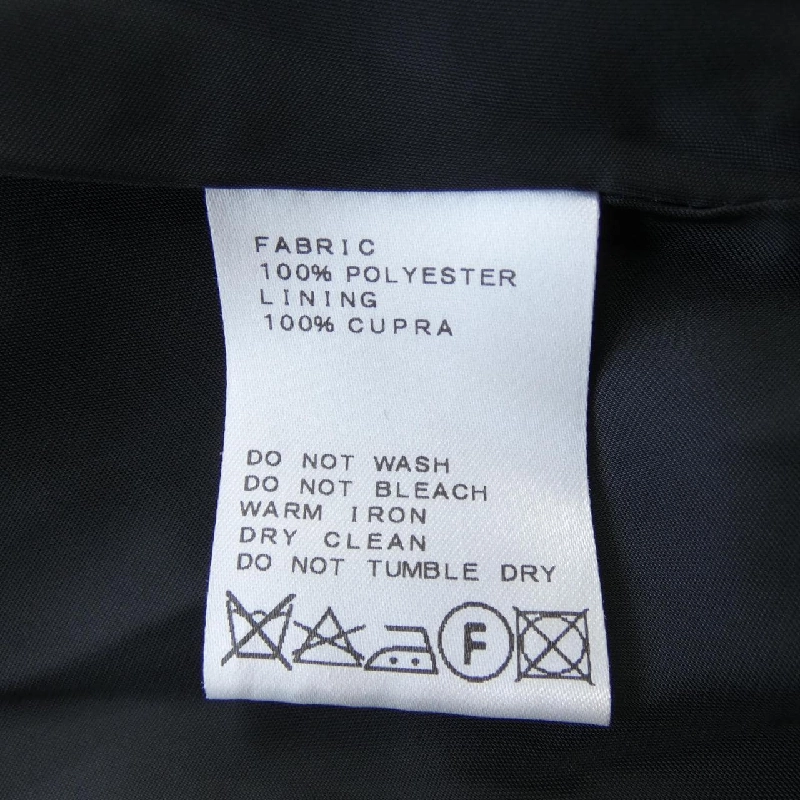 FABRIC
100% POLYESTER
LINING
100% CUPRA
DO NOT WASH
DO NOT BLEACH
WARM IRON
DRY CLEAN
DO NOT TUMBLE DRY
F